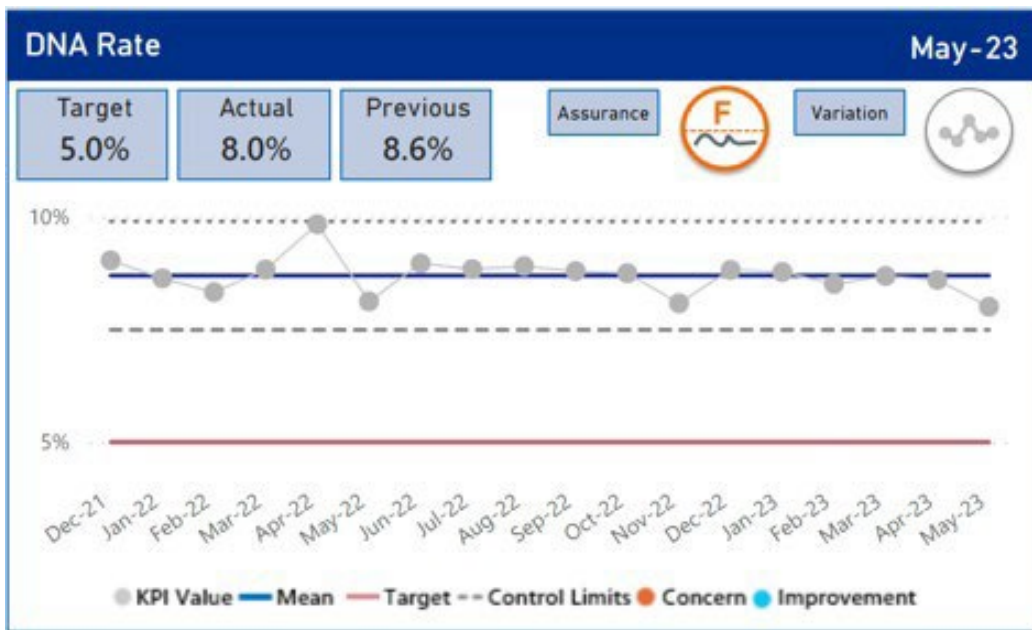 DNA Rate May-23
Target Actual Previous Assurance F Variation
5.0% 8.0% 8.6%
10%
5%
Dec-21 Jan-22 Feb-22 Mar-22 Apr-22 May-22 Jun-22 Jul-22 Aug-22 Sep-22 Oct-22 Nov-22 Dec-22 Jan-23 Feb-23 Mar-23 Apr-23 May-23
KPI Value Mean Target Control Limits Concern Improvement